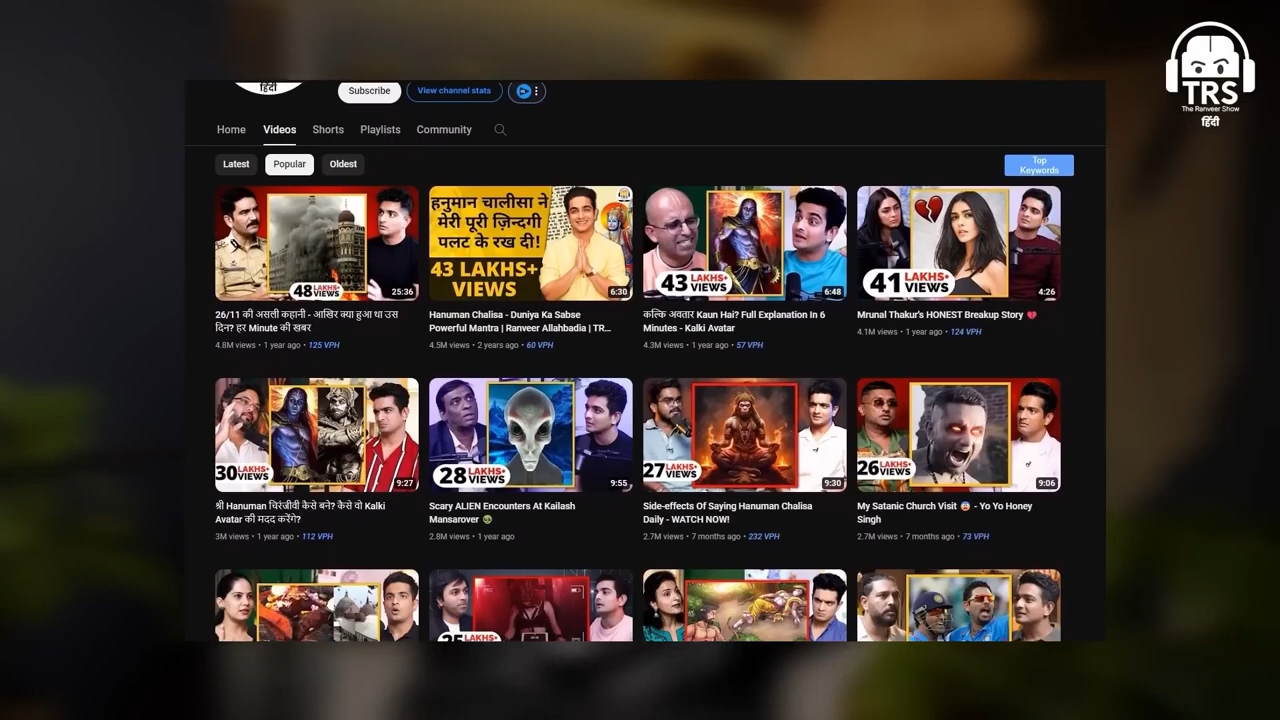 हिंदी
Subscribe
View channel stats
TRS
The Ranveer Show
हिंदी
Home
Videos
Shorts
Playlists
Community
Latest
Popular
Oldest
Top
Keywords
48 LAKHS+
VIEWS
25:36
हनुमान चालीसा ने
मेरी पूरी ज़िन्दगी
पलट के रख दी!
43 LAKHS+
VIEWS
6:30
43 LAKHS+
VIEWS
6:48
41 LAKHS+
VIEWS
4:26
26/11 की असली कहानी - आखिर क्या हुआ था उस
दिन? हर Minute की खबर
4.8M views • 1 year ago • 125 VPH
Hanuman Chalisa - Duniya Ka Sabse
Powerful Mantra | Ranveer Allahbadia | TR...
4.5M views • 2 years ago • 60 VPH
कल्कि अवतार Kaun Hai? Full Explanation In 6
Minutes - Kalki Avatar
4.3M views • 1 year ago • 57 VPH
Mrunal Thakur's HONEST Breakup Story 💔
4.1M views • 1 year ago • 124 VPH
30 LAKHS+
VIEWS
9:27
28 LAKHS+
VIEWS
9:55
27 LAKHS+
VIEWS
9:30
26 LAKHS+
VIEWS
9:06
श्री Hanuman चिरंजीवी कैसे बने? कैसे वो Kalki
Avatar की मदद करेंगे?
3M views • 1 year ago • 112 VPH
Scary ALIEN Encounters At Kailash
Mansarover 👽
2.8M views • 1 year ago
Side-effects Of Saying Hanuman Chalisa
Daily - WATCH NOW!
2.7M views • 7 months ago • 232 VPH
My Satanic Church Visit 😨 - Yo Yo Honey
Singh
2.7M views • 7 months ago • 73 VPH
25 LAKHS+